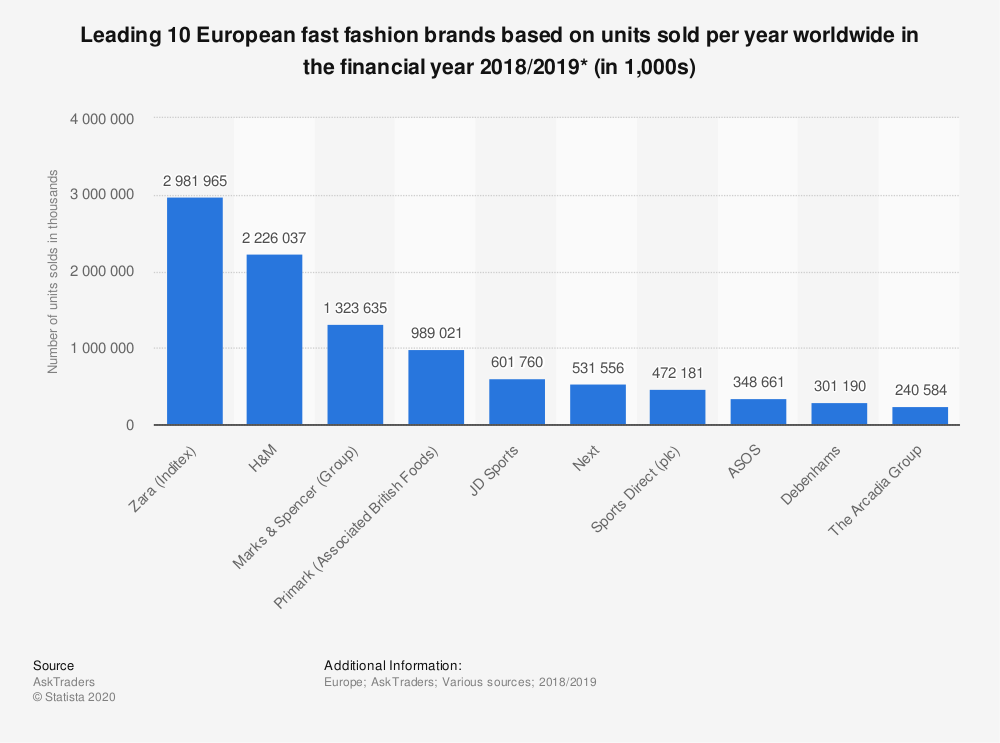 Leading 10 European fast fashion brands based on units sold per year worldwide in
the financial year 2018/2019* (in 1,000s)
Number of units solds in thousands
4 000 000
3 000 000
2 000 000
1 000 000
0
2 981 965
2 226 037
1 323 635
989 021
601 760
531 556
472 181
348 661
301 190
240 584
Zara (Inditex)
H&M
Marks & Spencer (Group)
Primark (Associated British Foods)
JD Sports
Next
Sports Direct (plc)
ASOS
Debenhams
The Arcadia Group
Source
AskTraders
© Statista 2020
Additional Information:
Europe; AskTraders; Various sources; 2018/2019